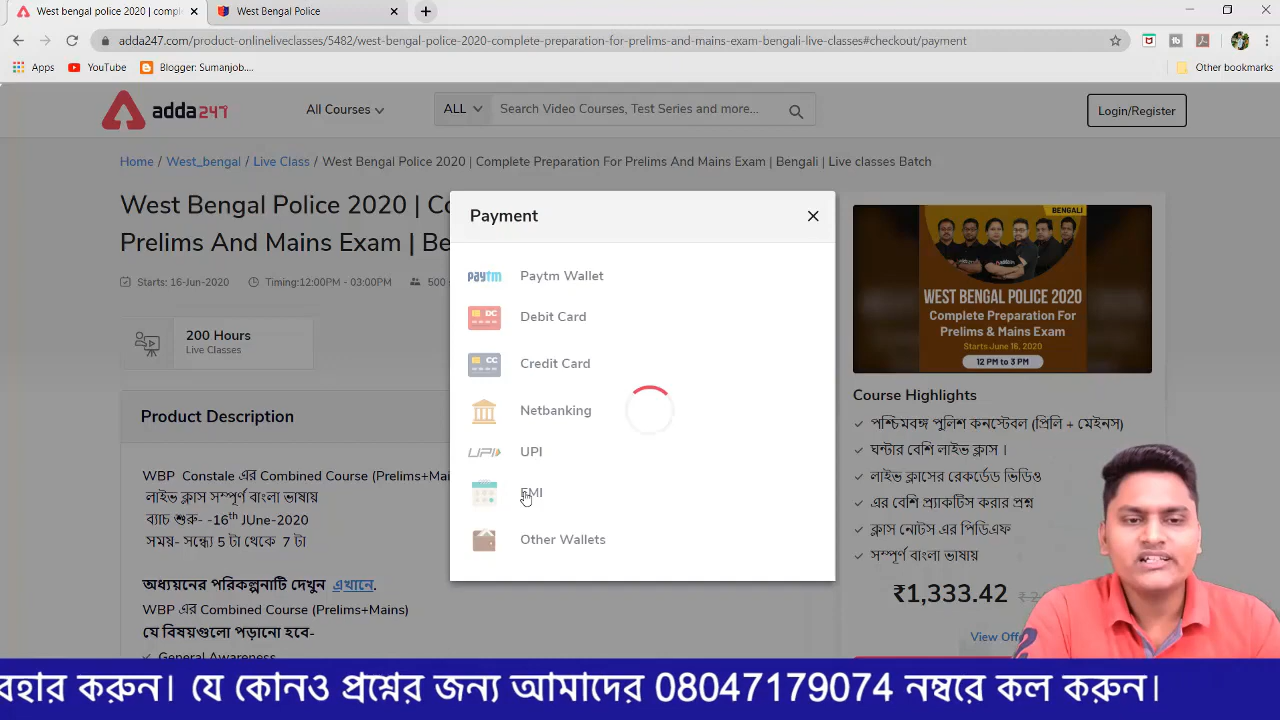 West Bengal police 2020 | compl
West Bengal Police
adda247.com/product-onlineliveclasses/5482/west-bengal-police-2020-complete-preparation-for-prelims-and-mains-exam-bengali-live-classes#checkout/payment
Apps
YouTube
Blogger: Sumanjob....
Other bookmarks
adda247
All Courses
ALL
Search Video Courses, Test Series and more...
Login/Register
Home / West_bengal / Live Class / West Bengal Police 2020 | Complete Preparation For Prelims And Mains Exam | Bengali | Live classes Batch
West Bengal Police 2020 | Co
Prelims And Mains Exam | Be
Starts: 16-Jun-2020
Timing:12:00PM - 03:00PM
500
200 Hours
Live Classes
Product Description
WBP Constale এর Combined Course (Prelims+Mai
লাইভ ক্লাস সম্পূর্ণ বাংলা ভাষায়
ব্যাচ শুরু- -16th JUne-2020
সময়- সন্ধ্যে 5 টা থেকে 7 টা
অধ্যয়নের পরিকল্পনাটি দেখুন এখানে.
WBP এর Combined Course (Prelims+Mains)
যে বিষয়গুলো পড়ানো হবে-
General Awareness
Payment
paytm Paytm Wallet
DC Debit Card
CC Credit Card
Netbanking
UPI UPI
EMI
Other Wallets
BENGALI
WEST BENGAL POLICE 2020
Complete Preparation For
Prelims & Mains Exam
Starts June 16, 2020
12 PM to 3 PM
Course Highlights
পশ্চিমবঙ্গ পুলিশ কনস্টেবল (প্রিলি + মেইনস)
ঘন্টার বেশি লাইভ ক্লাস ।
লাইভ ক্লাসের রেকর্ডেড ভিডিও
এর বেশি প্র্যাকটিস করার প্রশ্ন
ক্লাস নোটস এর পিডিএফ
সম্পূর্ণ বাংলা ভাষায়
₹1,333.42
View Offe
বহার করুন। যে কোনও প্রশ্নের জন্য আমাদের 08047179074 নম্বরে কল করুন।